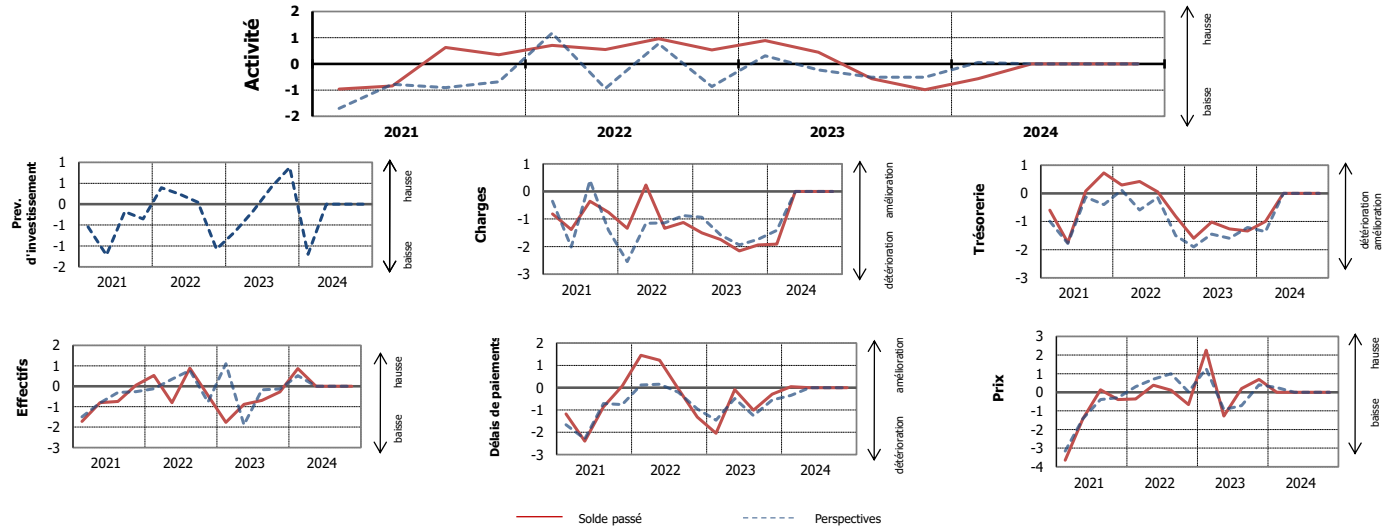 Activité
2
1
0
-1
-2
2021 2022 2023 2024
hausse
baisse
Prev.
d'investissement
1
1
0
-1
-1
-2
2021 2022 2023 2024
hausse
baisse
Charges
1
0
-1
-2
-3
2021 2022 2023 2024
amélioration
détérioration
Trésorerie
1
0
-1
-2
-3
2021 2022 2023 2024
détérioration
amélioration
Effectifs
2
1
0
-1
-2
-3
2021 2022 2023 2024
hausse
baisse
Délais de paiements
2
1
0
-1
-2
-3
2021 2022 2023 2024
amélioration
détérioration
Prix
3
2
1
0
-1
-2
-3
-4
2021 2022 2023 2024
hausse
baisse
Solde passé Perspectives